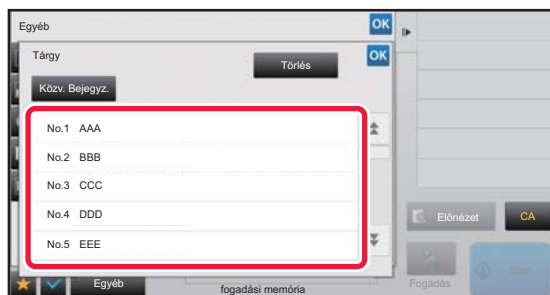 Egyéb
OK
Tárgy
Törlés
OK
Közv. Bejegyz.
No.1 AAA
No.2 BBB
No.3 CCC
No.4 DDD
No.5 EEE
Előnézet
CA
Egyéb
fogadási memória
Fogadás
Start